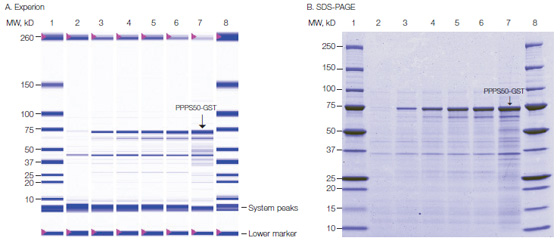 A. Experion
MW, kD 1 2 3 4 5 6 7 8
260
150
100
75
50
37
25
20
10
PPPS50-GST
System peaks
Lower marker
B. SDS-PAGE
MW, kD 1 2 3 4 5 6 7 8
250
150
100
75
50
37
25
20
15
10
PPPS50-GST